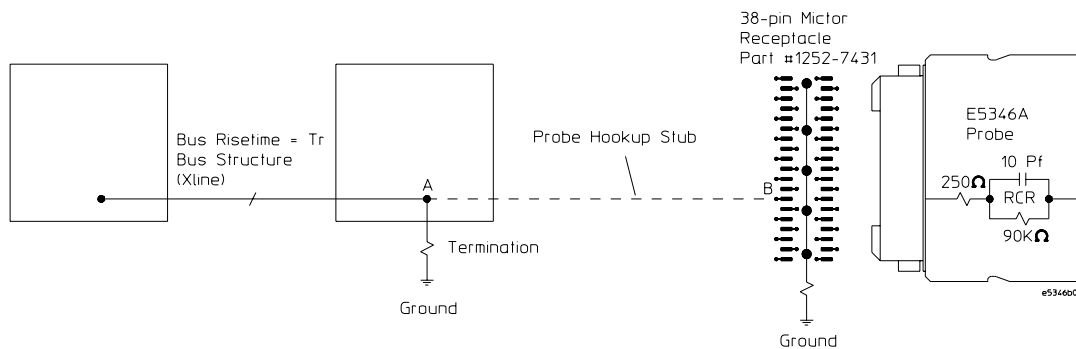 38-pin Mictor
Receptacle
Part #1252-7431
Bus Risetime = Tr
Bus Structure
(Xline)
A
Termination
Ground
Probe Hookup Stub
B
Ground
E5346A
Probe
10 Pf
250Ω
RCR
90KΩ
e5346b0